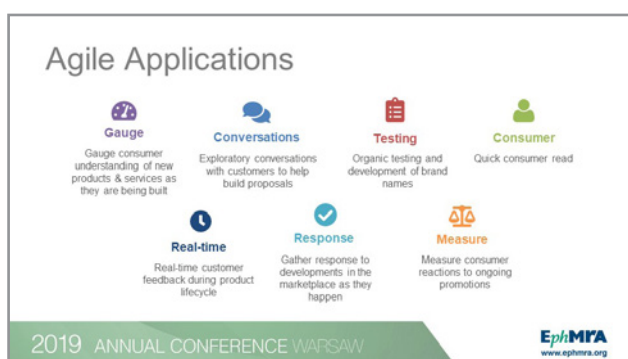 Agile Applications
Gauge
Gauge consumer
understanding of new
products & services as
they are being built
Conversations
Exploratory conversations
with customers to help
build proposals
Testing
Organic testing and
development of brand
names
Consumer
Quick consumer read
Real-time
Real-time customer
feedback during product
lifecycle
Response
Gather response to
developments in the
marketplace as they
happen
Measure
Measure consumer
reactions to ongoing
promotions
2019 ANNUAL CONFERENCE WARSAW
EphMRA
www.ephmra.org